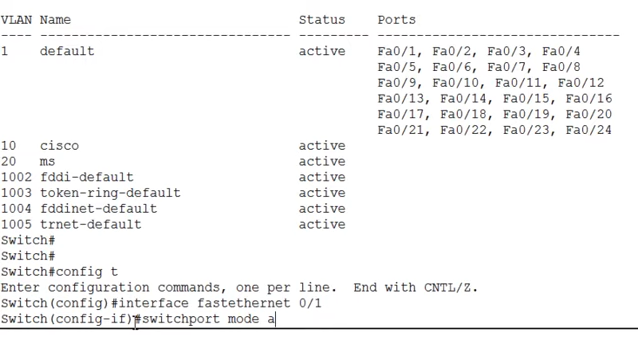 VLAN Name                             Status    Ports
---- -------------------------------- --------- -------------------------------
1    default                          active    Fa0/1, Fa0/2, Fa0/3, Fa0/4
                                                Fa0/5, Fa0/6, Fa0/7, Fa0/8
                                                Fa0/9, Fa0/10, Fa0/11, Fa0/12
                                                Fa0/13, Fa0/14, Fa0/15, Fa0/16
                                                Fa0/17, Fa0/18, Fa0/19, Fa0/20
                                                Fa0/21, Fa0/22, Fa0/23, Fa0/24
10   cisco                            active
20   ms                               active
1002 fddi-default                     active
1003 token-ring-default               active
1004 fddinet-default                  active
1005 trnet-default                    active
Switch#
Switch#
Switch#config t
Enter configuration commands, one per line.  End with CNTL/Z.
Switch(config)#interface fastethernet 0/1
Switch(config-if)#switchport mode a